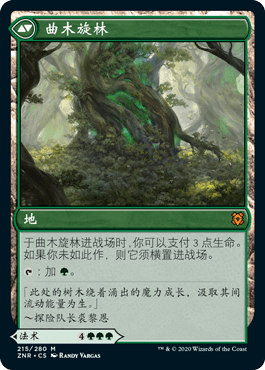 曲木旋林
地
于曲木旋林进战场时,你可以支付3点生命。
如果你未如此作,则它须横置进战场。
:加。
「此处的树木绕着涌出的魔力成长,汲取其间
流动能量为生。」
～探险队长裘黎恩
法术 4
215/280 M
ZNR • CS RANDY VARGAS
™ & © 2020 Wizards of the Coast